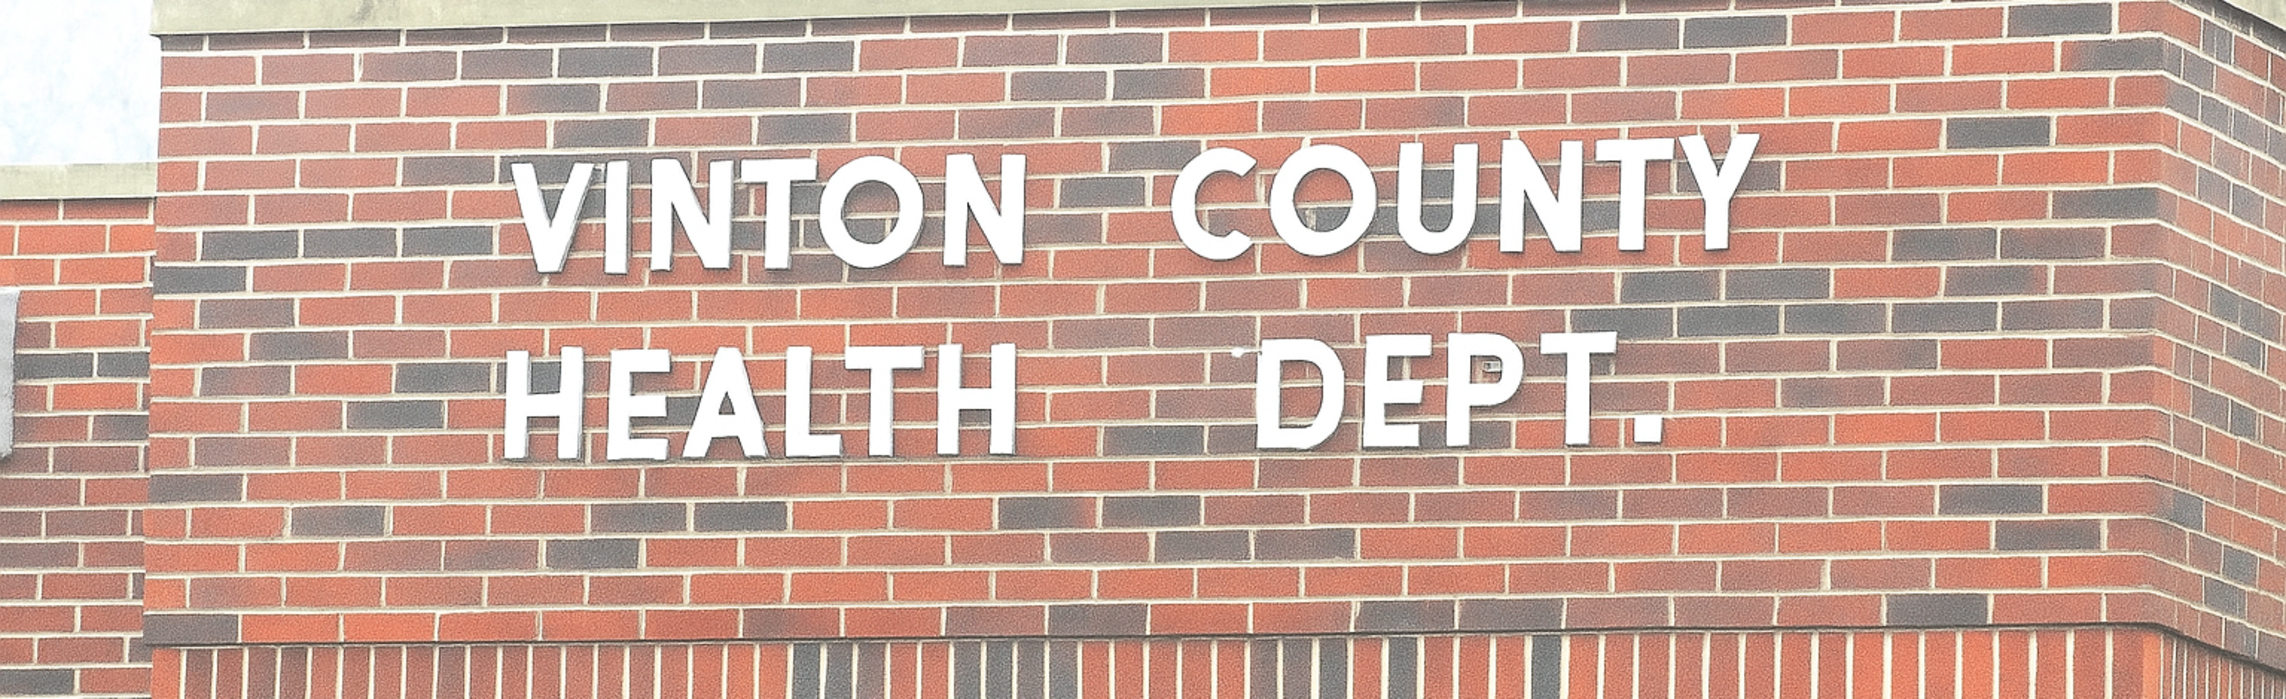 VINTON COUNTY
HEALTH DEPT.